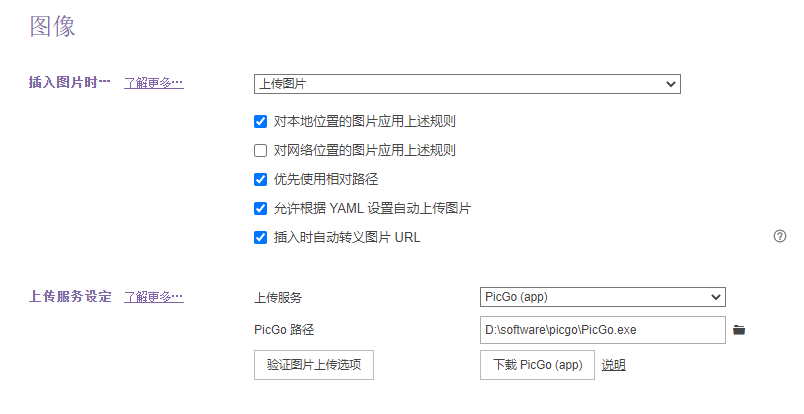 图像
插入图片时… 了解更多… 上传图片
对本地位置的图片应用上述规则
对网络位置的图片应用上述规则
优先使用相对路径
允许根据 YAML 设置自动上传图片
插入时自动转义图片 URL
上传服务设定 了解更多… 上传服务 PicGo (app)
PicGo 路径 D:\software\picgo\PicGo.exe
验证图片上传选项 下载 PicGo (app) 说明